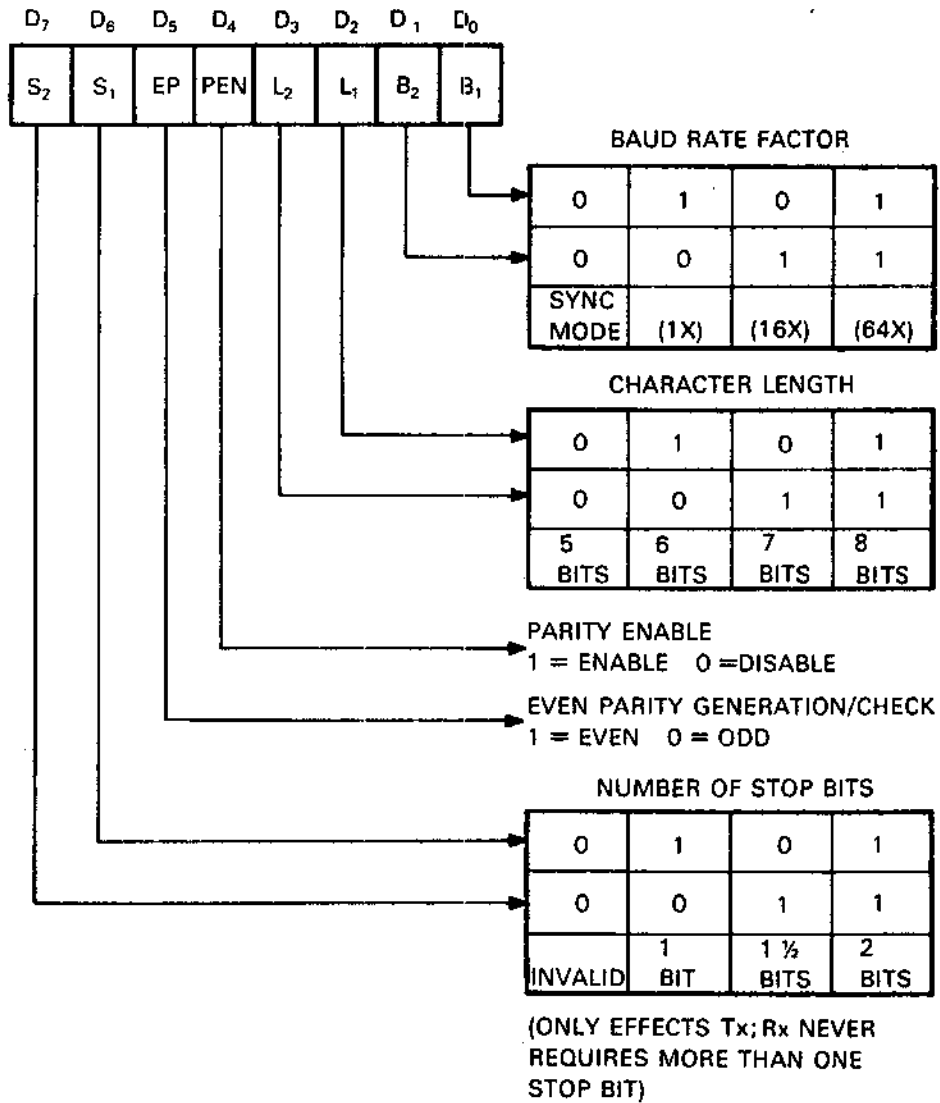 D₇ D₆ D₅ D₄ D₃ D₂ D₁ D₀
S₂ S₁ EP PEN L₂ L₁ B₂ B₁
BAUD RATE FACTOR
0 1 0 1
0 0 1 1
SYNC MODE (1X) (16X) (64X)
CHARACTER LENGTH
0 1 0 1
0 0 1 1
5 BITS 6 BITS 7 BITS 8 BITS
PARITY ENABLE
1 = ENABLE 0 =DISABLE
EVEN PARITY GENERATION/CHECK
1 = EVEN 0 = ODD
NUMBER OF STOP BITS
0 1 0 1
0 0 1 1
INVALID 1 BIT 1 ½ BITS 2 BITS
(ONLY EFFECTS Tx; Rx NEVER
REQUIRES MORE THAN ONE
STOP BIT)